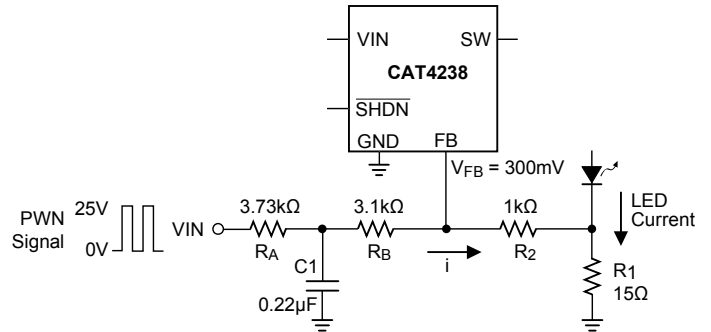 VIN SW
CAT4238
SHDN
GND FB
VFB = 300mV
PWN
Signal
25V
0V
VIN
3.73kΩ
RA
C1
0.22µF
3.1kΩ
RB
i
1kΩ
R2
LED
Current
R1
15Ω